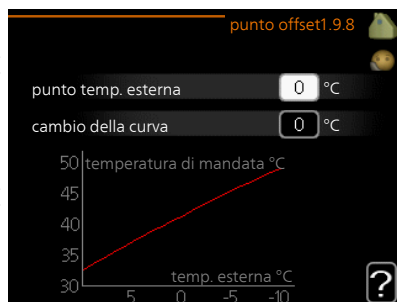 punto offset1.9.8
punto temp. esterna 0 °C
cambio della curva 0 °C
50 temperatura di mandata °C
45
40
35
30
temp. esterna °C
5 0 -5 -10
?